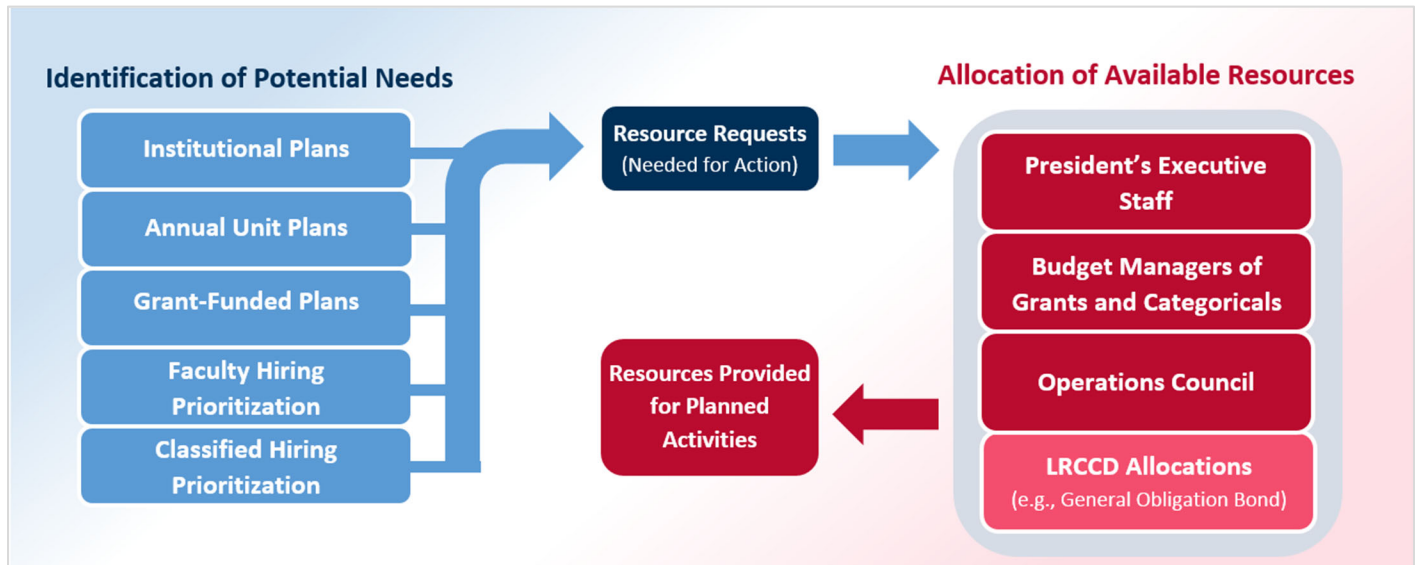 Identification of Potential Needs
Institutional Plans
Annual Unit Plans
Grant-Funded Plans
Faculty Hiring
Prioritization
Classified Hiring
Prioritization
Resource Requests
(Needed for Action)
Allocation of Available Resources
President’s Executive
Staff
Budget Managers of
Grants and Categoricals
Operations Council
LRCCD Allocations
(e.g., General Obligation Bond)
Resources Provided
for Planned
Activities